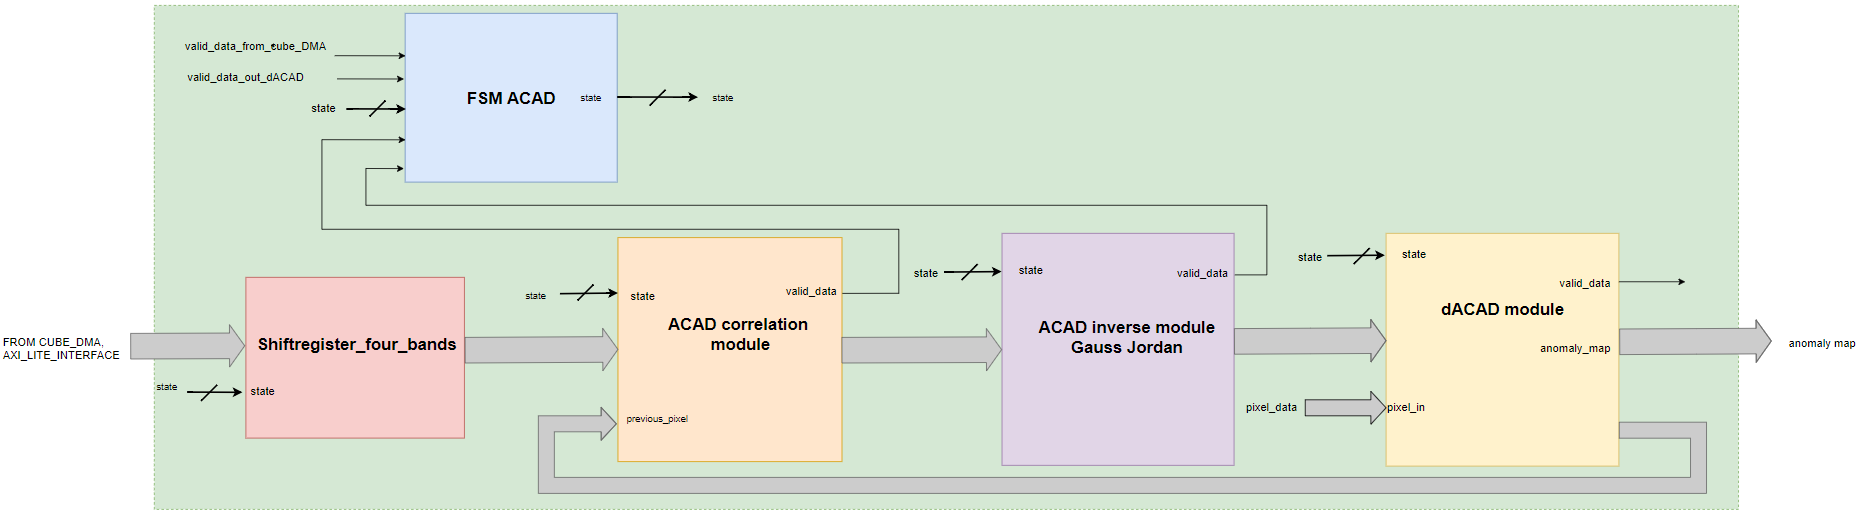 valid_data_from_cube_DMA
valid_data_out_dACAD
state
FSM ACAD
state
state
FROM CUBE_DMA,
AXI_LITE_INTERFACE
Shiftregister_four_bands
state
state
state
state
valid_data
ACAD correlation
module
previous_pixel
state
state
valid_data
ACAD inverse module
Gauss Jordan
state
state
valid_data
dACAD module
anomaly_map
pixel_data
pixel_in
anomaly map